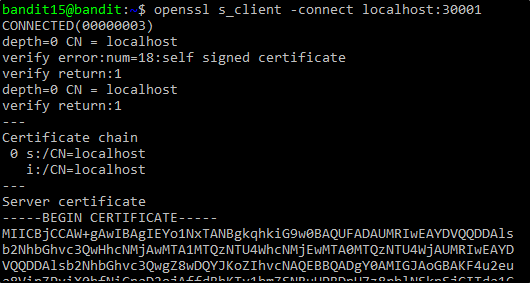 bandit15@bandit:~$ openssl s_client -connect localhost:30001
CONNECTED(00000003)
depth=0 CN = localhost
verify error:num=18:self signed certificate
verify return:1
depth=0 CN = localhost
verify return:1
---
Certificate chain
 0 s:/CN=localhost
   i:/CN=localhost
---
Server certificate
-----BEGIN CERTIFICATE-----
MIICBjCCAW+gAwIBAgIEYo1NxTANBgkqhkiG9w0BAQUFADAUMRIwEAYDVQQDDAls
b2NhbGhvc3QwHhcNMjAwMTA1MTQzNTU4WhcNMjEwMTA0MTQzNTU4WjAUMRIwEAYD
VQQDDAlsb2NhbGhvc3QwgZ8wDQYJKoZIhvcNAQEBBQADgY0AMIGJAoGBAKF4u2eu